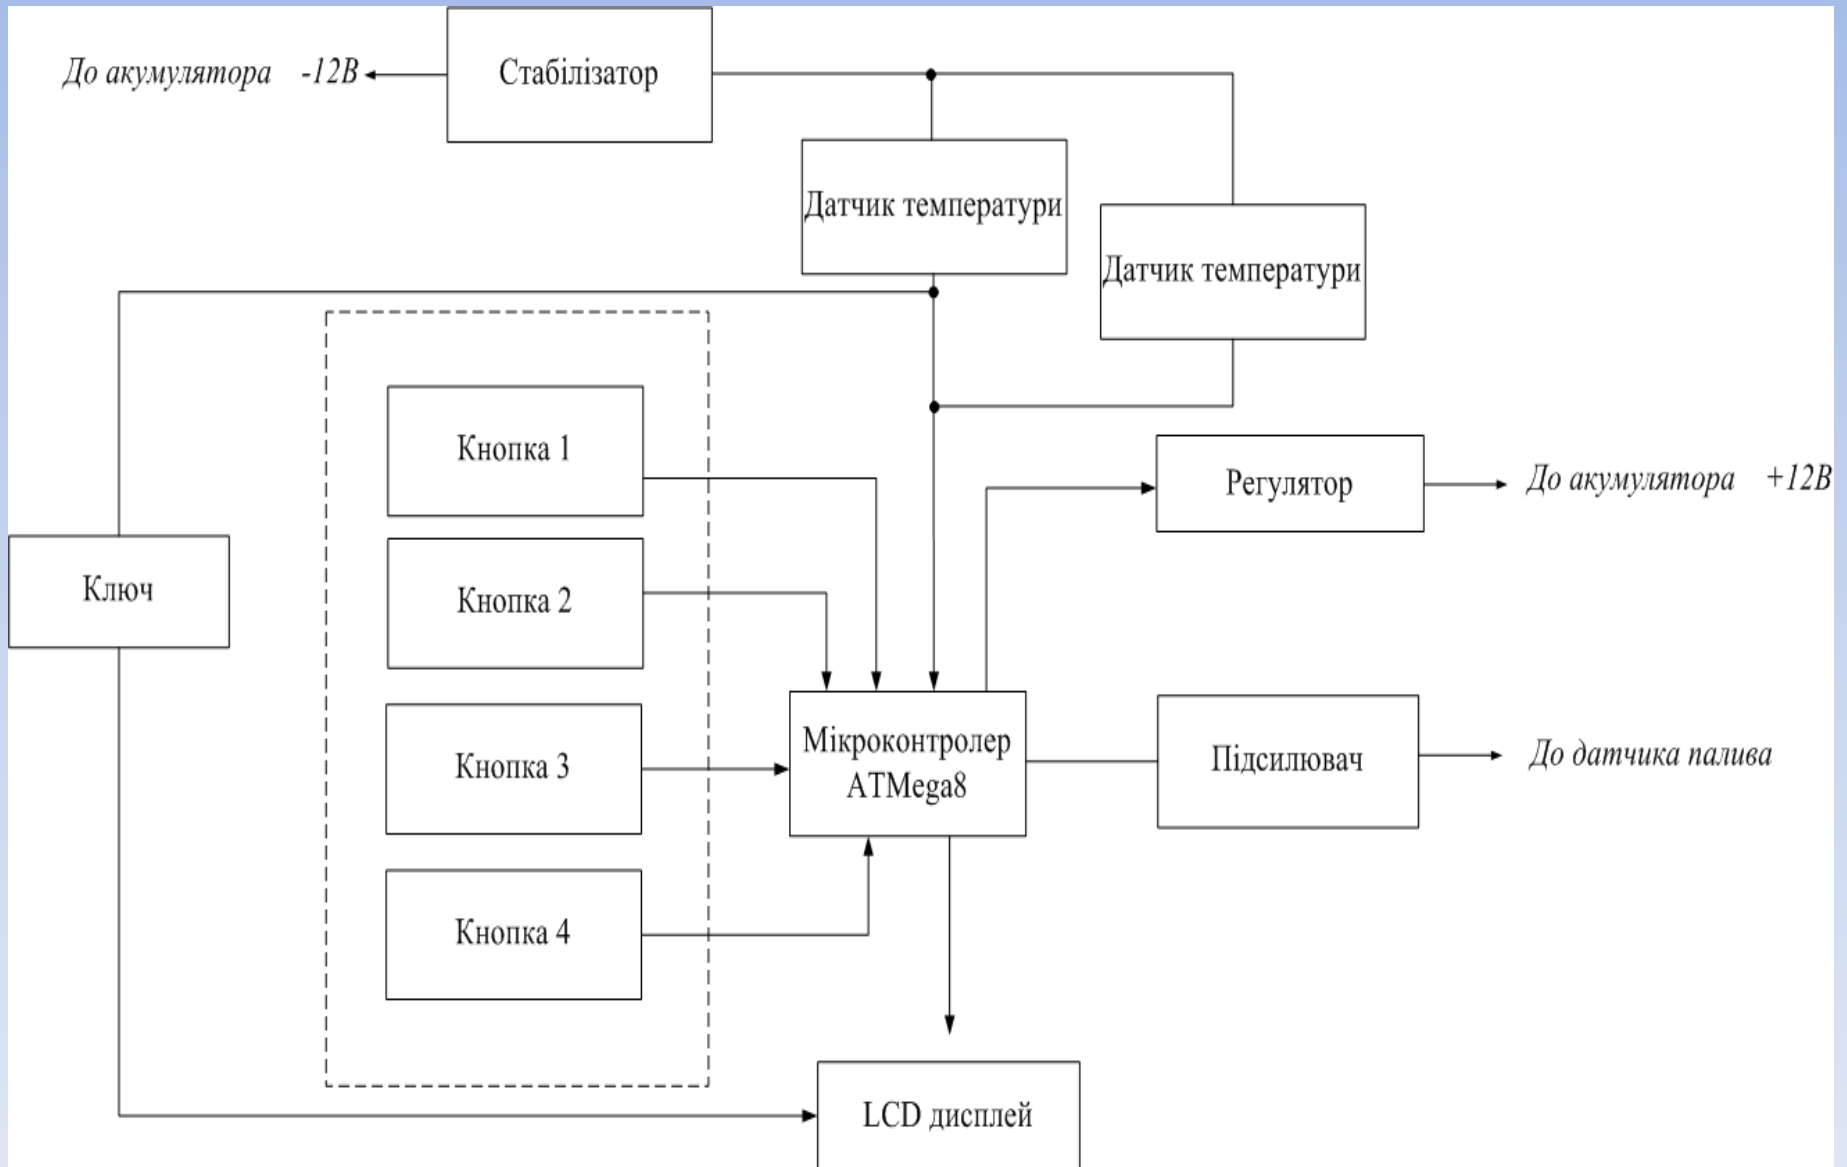 До акумулятора -12В
Стабілізатор
Датчик температури
Датчик температури
Кнопка 1
Регулятор
До акумулятора +12В
Ключ
Кнопка 2
Кнопка 3
Мікроконтролер
ATMega8
Підсилювач
До датчика палива
Кнопка 4
LCD дисплей